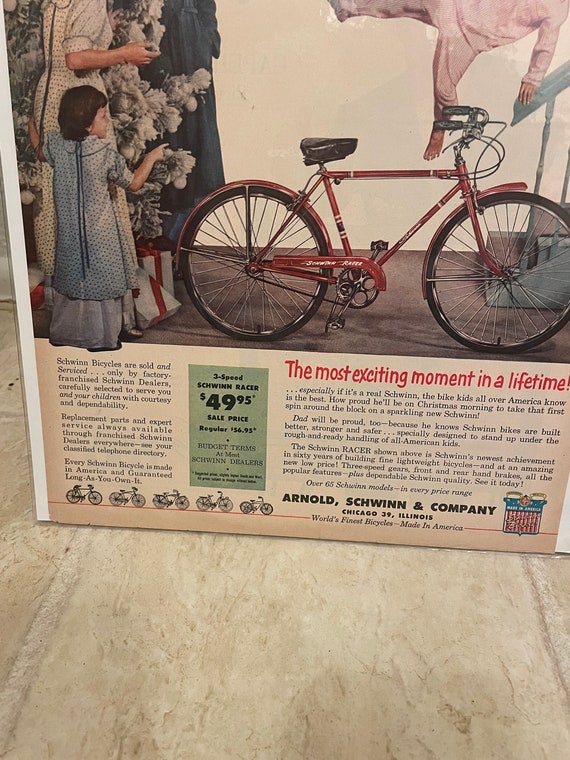 SCHWINN RACER
Schwinn
Schwinn Bicycles are sold and
Serviced . . . only by factory-
franchised Schwinn Dealers,
carefully selected to serve you
and your children with courtesy
and dependability.
Replacement parts and expert
service always available
through franchised Schwinn
Dealers everywhere—see your
classified telephone directory.
Every Schwinn Bicycle is made
in America and Guaranteed
Long-As-You-Own-It.
3-Speed
SCHWINN RACER
$4995*
SALE PRICE
Regular $56.95*
BUDGET TERMS
At Most
SCHWINN DEALERS
The most exciting moment in a lifetime!
. . . especially if it's a real Schwinn, the bike kids all over America know
is the best. How proud he'll be on Christmas morning to take that first
spin around the block on a sparkling new Schwinn!
Dad will be proud, too—because he knows Schwinn bikes are built
better, stronger and safer . . . specially designed to stand up under the
rough-and-ready handling of all-American kids.
The Schwinn RACER shown above is Schwinn's newest achievement
in sixty years of building fine lightweight bicycles—and at an amazing
new low price! Three-speed gears, front and rear hand brakes, all the
popular features—plus dependable Schwinn quality. See it today!
Over 65 Schwinn models—in every price range
ARNOLD, SCHWINN & COMPANY
CHICAGO 39, ILLINOIS
World's Finest Bicycles—Made In America
MADE IN AMERICA